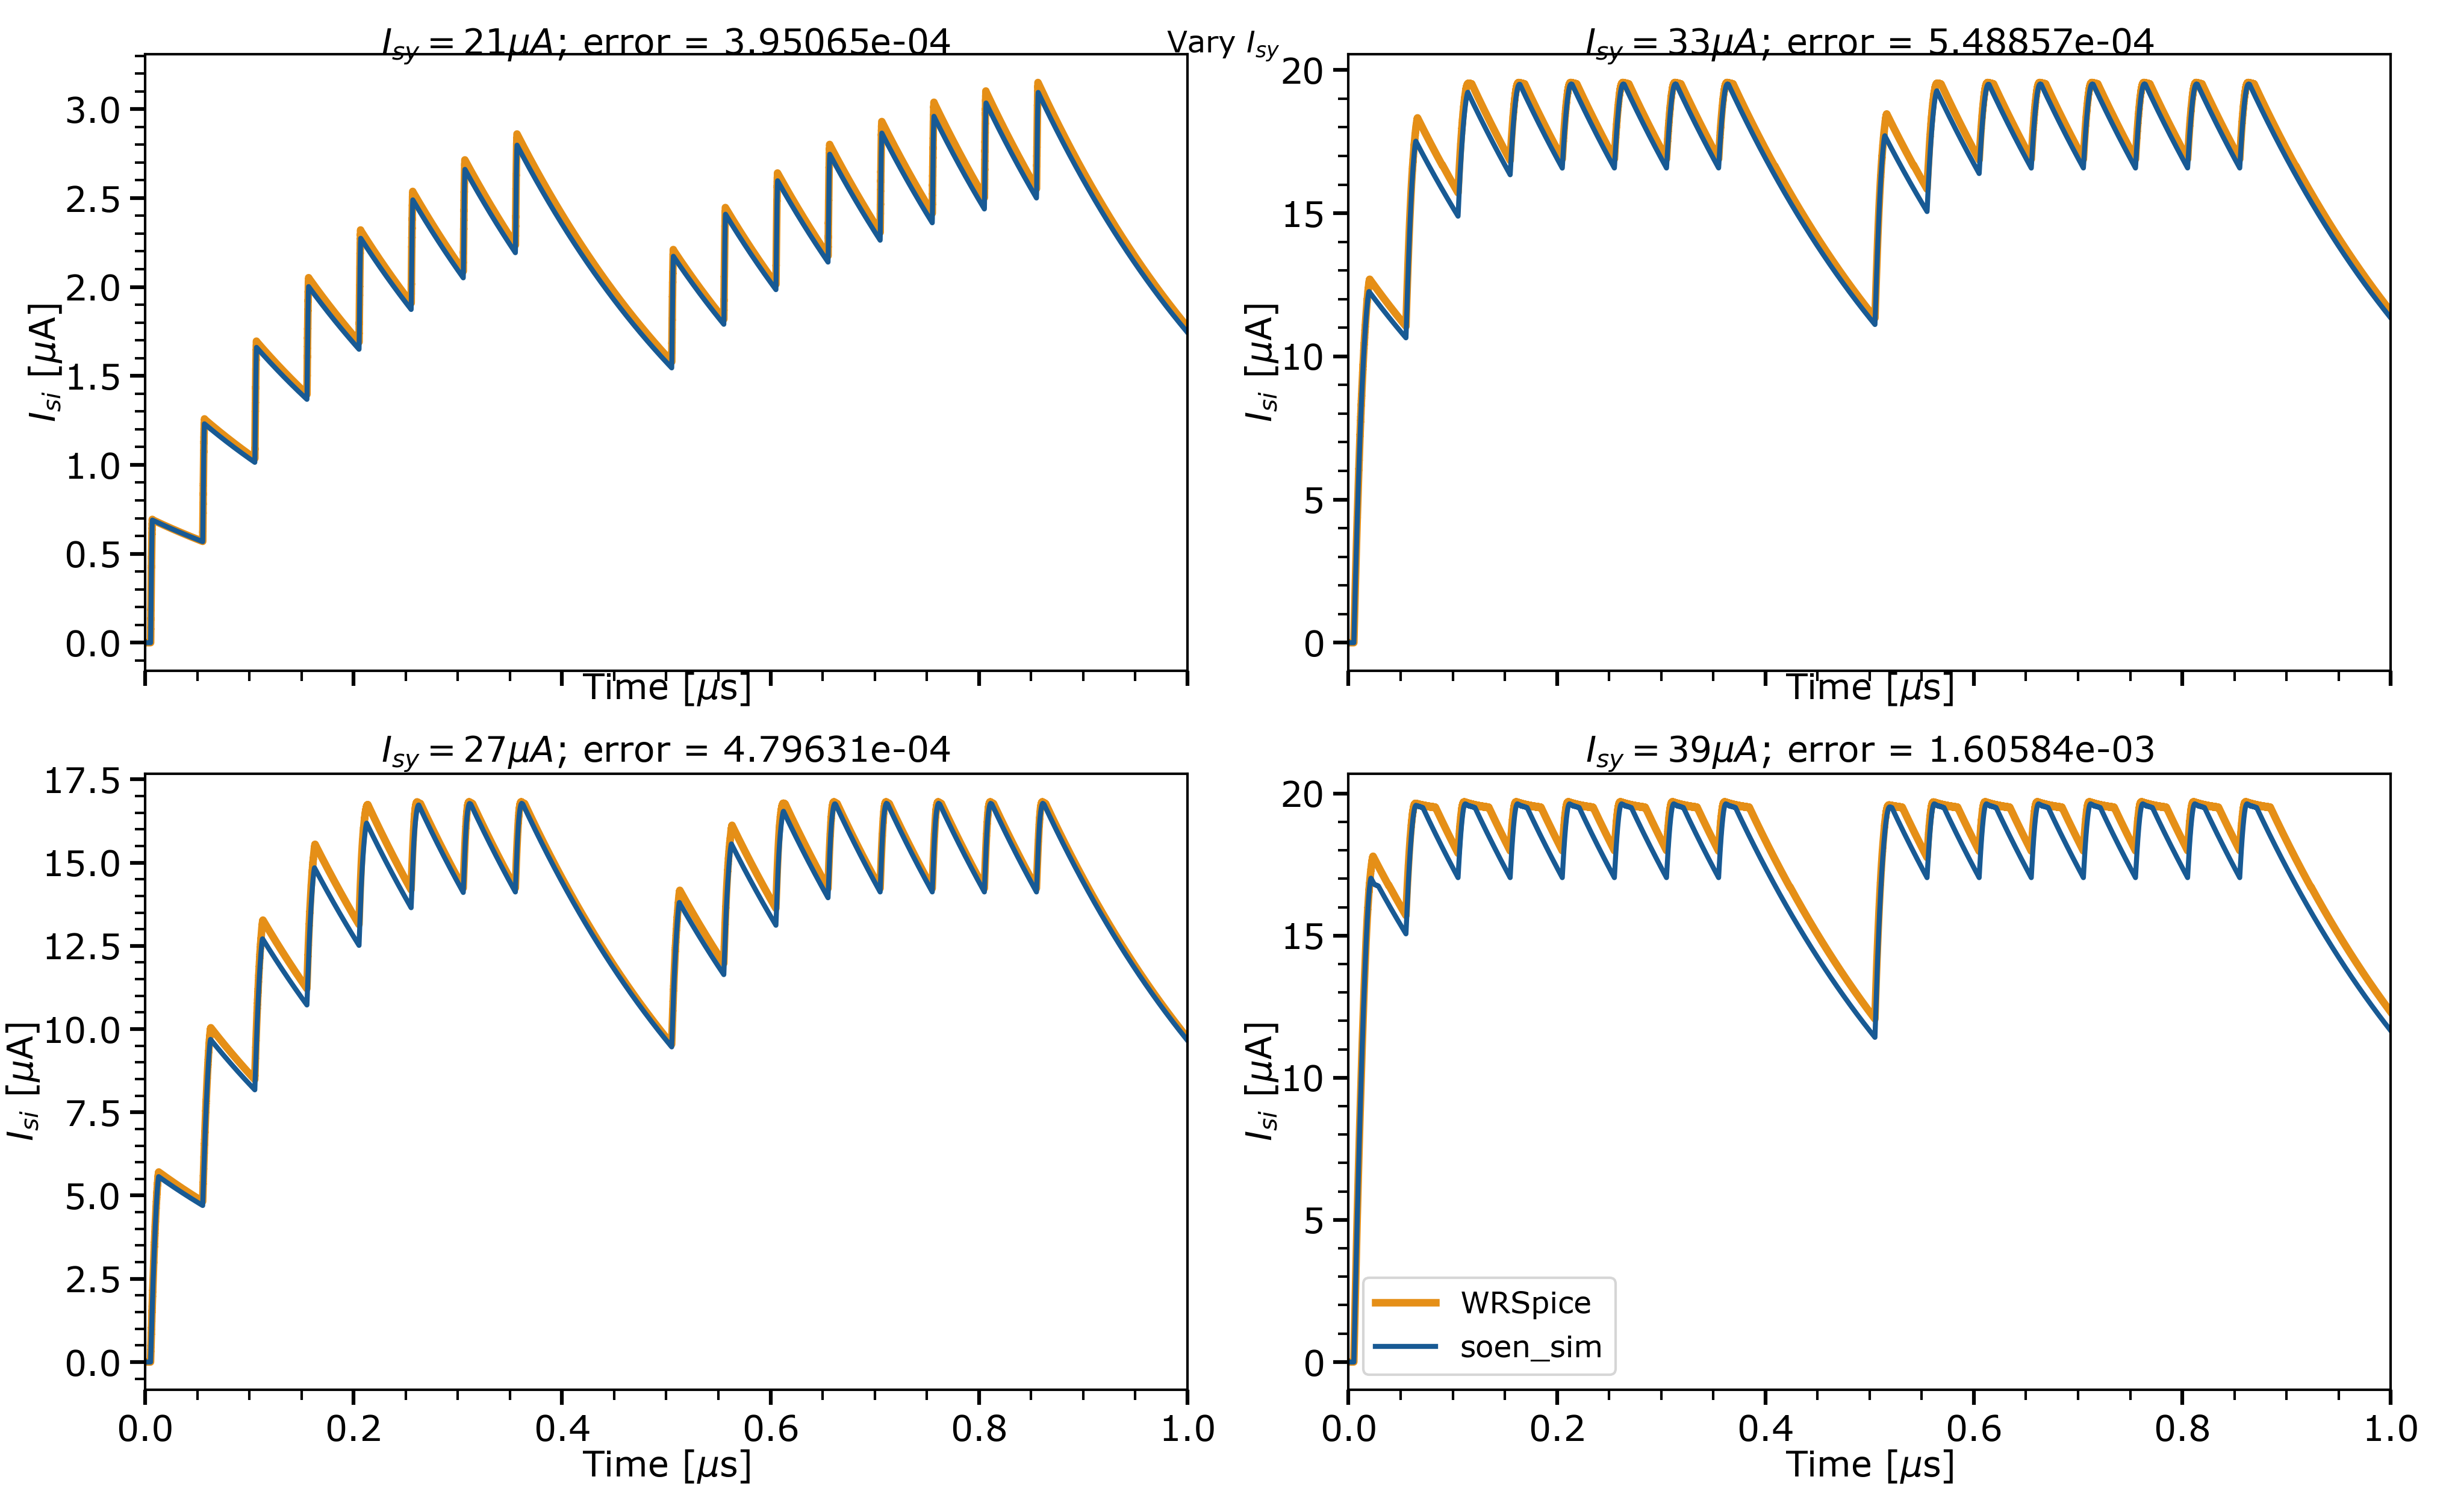 Vary I_sy
I_sy = 21μA; error = 3.95065e-04
3.0
2.5
2.0
1.5
1.0
0.5
0.0
I_si [μA]
Time [μs]
I_sy = 33μA; error = 5.48857e-04
20
15
10
5
0
I_si [μA]
Time [μs]
I_sy = 27μA; error = 4.79631e-04
17.5
15.0
12.5
10.0
7.5
5.0
2.5
0.0
I_si [μA]
0.0 0.2 0.4 0.6 0.8 1.0
Time [μs]
I_sy = 39μA; error = 1.60584e-03
20
15
10
5
0
I_si [μA]
WRSpice
soen_sim
0.0 0.2 0.4 0.6 0.8 1.0
Time [μs]